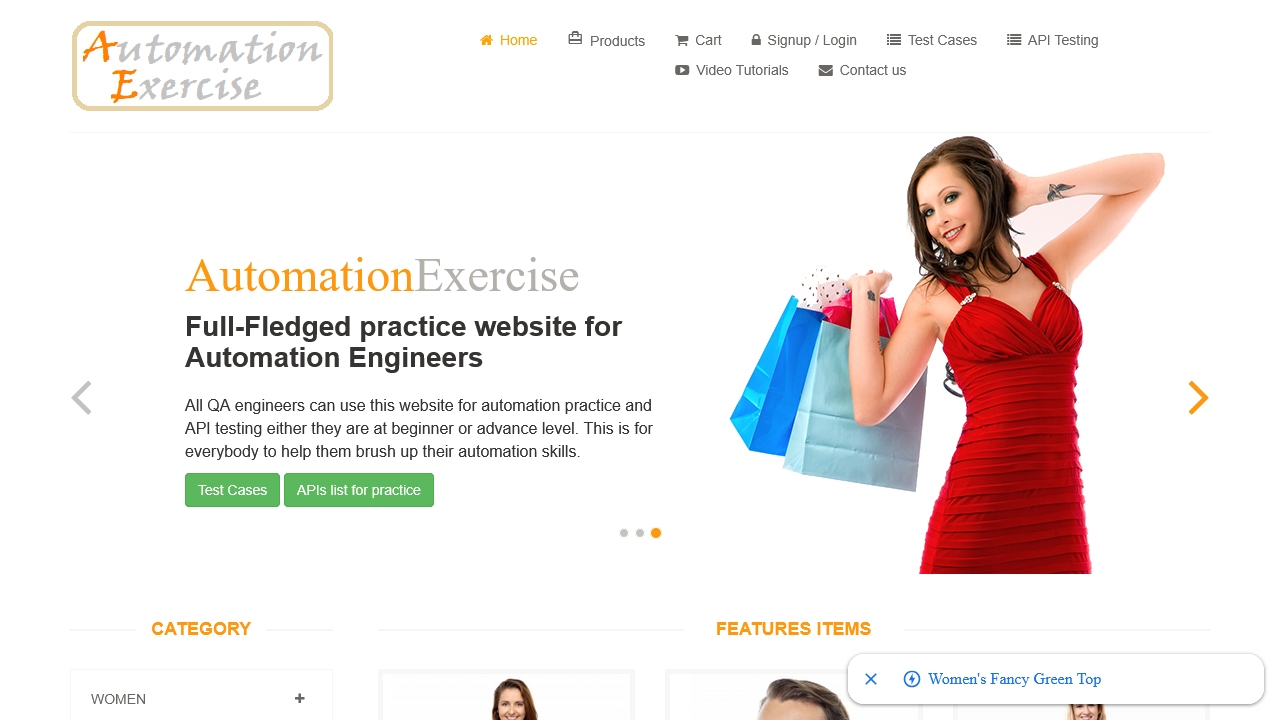 Automation
Exercise
Home
Products
Cart
Signup / Login
Test Cases
API Testing
Video Tutorials
Contact us
AutomationExercise
Full-Fledged practice website for
Automation Engineers
All QA engineers can use this website for automation practice and
API testing either they are at beginner or advance level. This is for
everybody to help them brush up their automation skills.
Test Cases
APIs list for practice
CATEGORY
FEATURES ITEMS
WOMEN
Women's Fancy Green Top